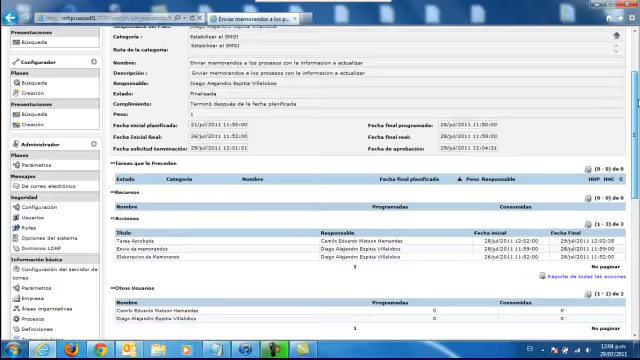 Enviar memorandos a los p...
Presentaciones
Búsqueda
Configurador
Planes
Búsqueda
Creación
Presentaciones
Búsqueda
Creación
Administrador
Planes
Parámetros
Mensajes
De correo electrónico
Seguridad
Configuración
Usuarios
Roles
Opciones del sistema
Dominios LDAP
Información básica
Configuración del servidor de correo
Parámetros
Empresa
Áreas organizativas
Procesos
Definiciones
Diego Alejandro Espitia Villalobos
Categoría : Estabilizar el SMSI
Ruta de la categoría : Estabilizar el SMSI
Nombre: Enviar memorandos a los procesos con la informacion a actualizar
Descripción : Enviar memorandos a los procesos con la informacion a actualizar
Responsable: Diego Alejandro Espitia Villalobos
Estado: Finalizada
Cumplimiento: Terminó después de la fecha planificada
Peso: 1
Fecha inicial planificada: 21/jul/2011 11:50:00 Fecha final programada: 28/jul/2011 11:50:00
Fecha Inicial Real: 26/jul/2011 11:52:00 Fecha final real: 28/jul/2011 11:59:00
Fecha solicitud terminación: 29/jul/2011 12:01:31 Fecha de aprobación: 29/jul/2011 12:04:31
Tareas que le Preceden
(0 - 0) de 0
Estado Categoría Nombre Fecha final planificada Peso Responsable HHP HHC C
Recursos
(0 - 0) de 0
Nombre Programadas Consumidas
Acciones
(1 - 3) de 3
Título Responsable Fecha inicial Fecha Final
Tarea Aprobada Camilo Eduardo Matson Hernandez 28/jul/2011 12:02:00 29/jul/2011 12:02:35
Envio de memorandos Diego Alejandro Espitia Villalobos 28/jul/2011 11:59:00 28/jul/2011 11:59:00
Elaboracion de Memorando Diego Alejandro Espitia Villalobos 26/jul/2011 11:52:00 28/jul/2011 11:52:00
1 No paginar
Reporte de todas las acciones
Otros Usuarios
(1 - 2) de 2
Nombre Programadas Consumidas
Camilo Eduardo Matson Hernandez 0 0
Diego Alejandro Espitia Villalobos 0 0
1 No paginar
ES
12:04 p.m.
29/07/2011